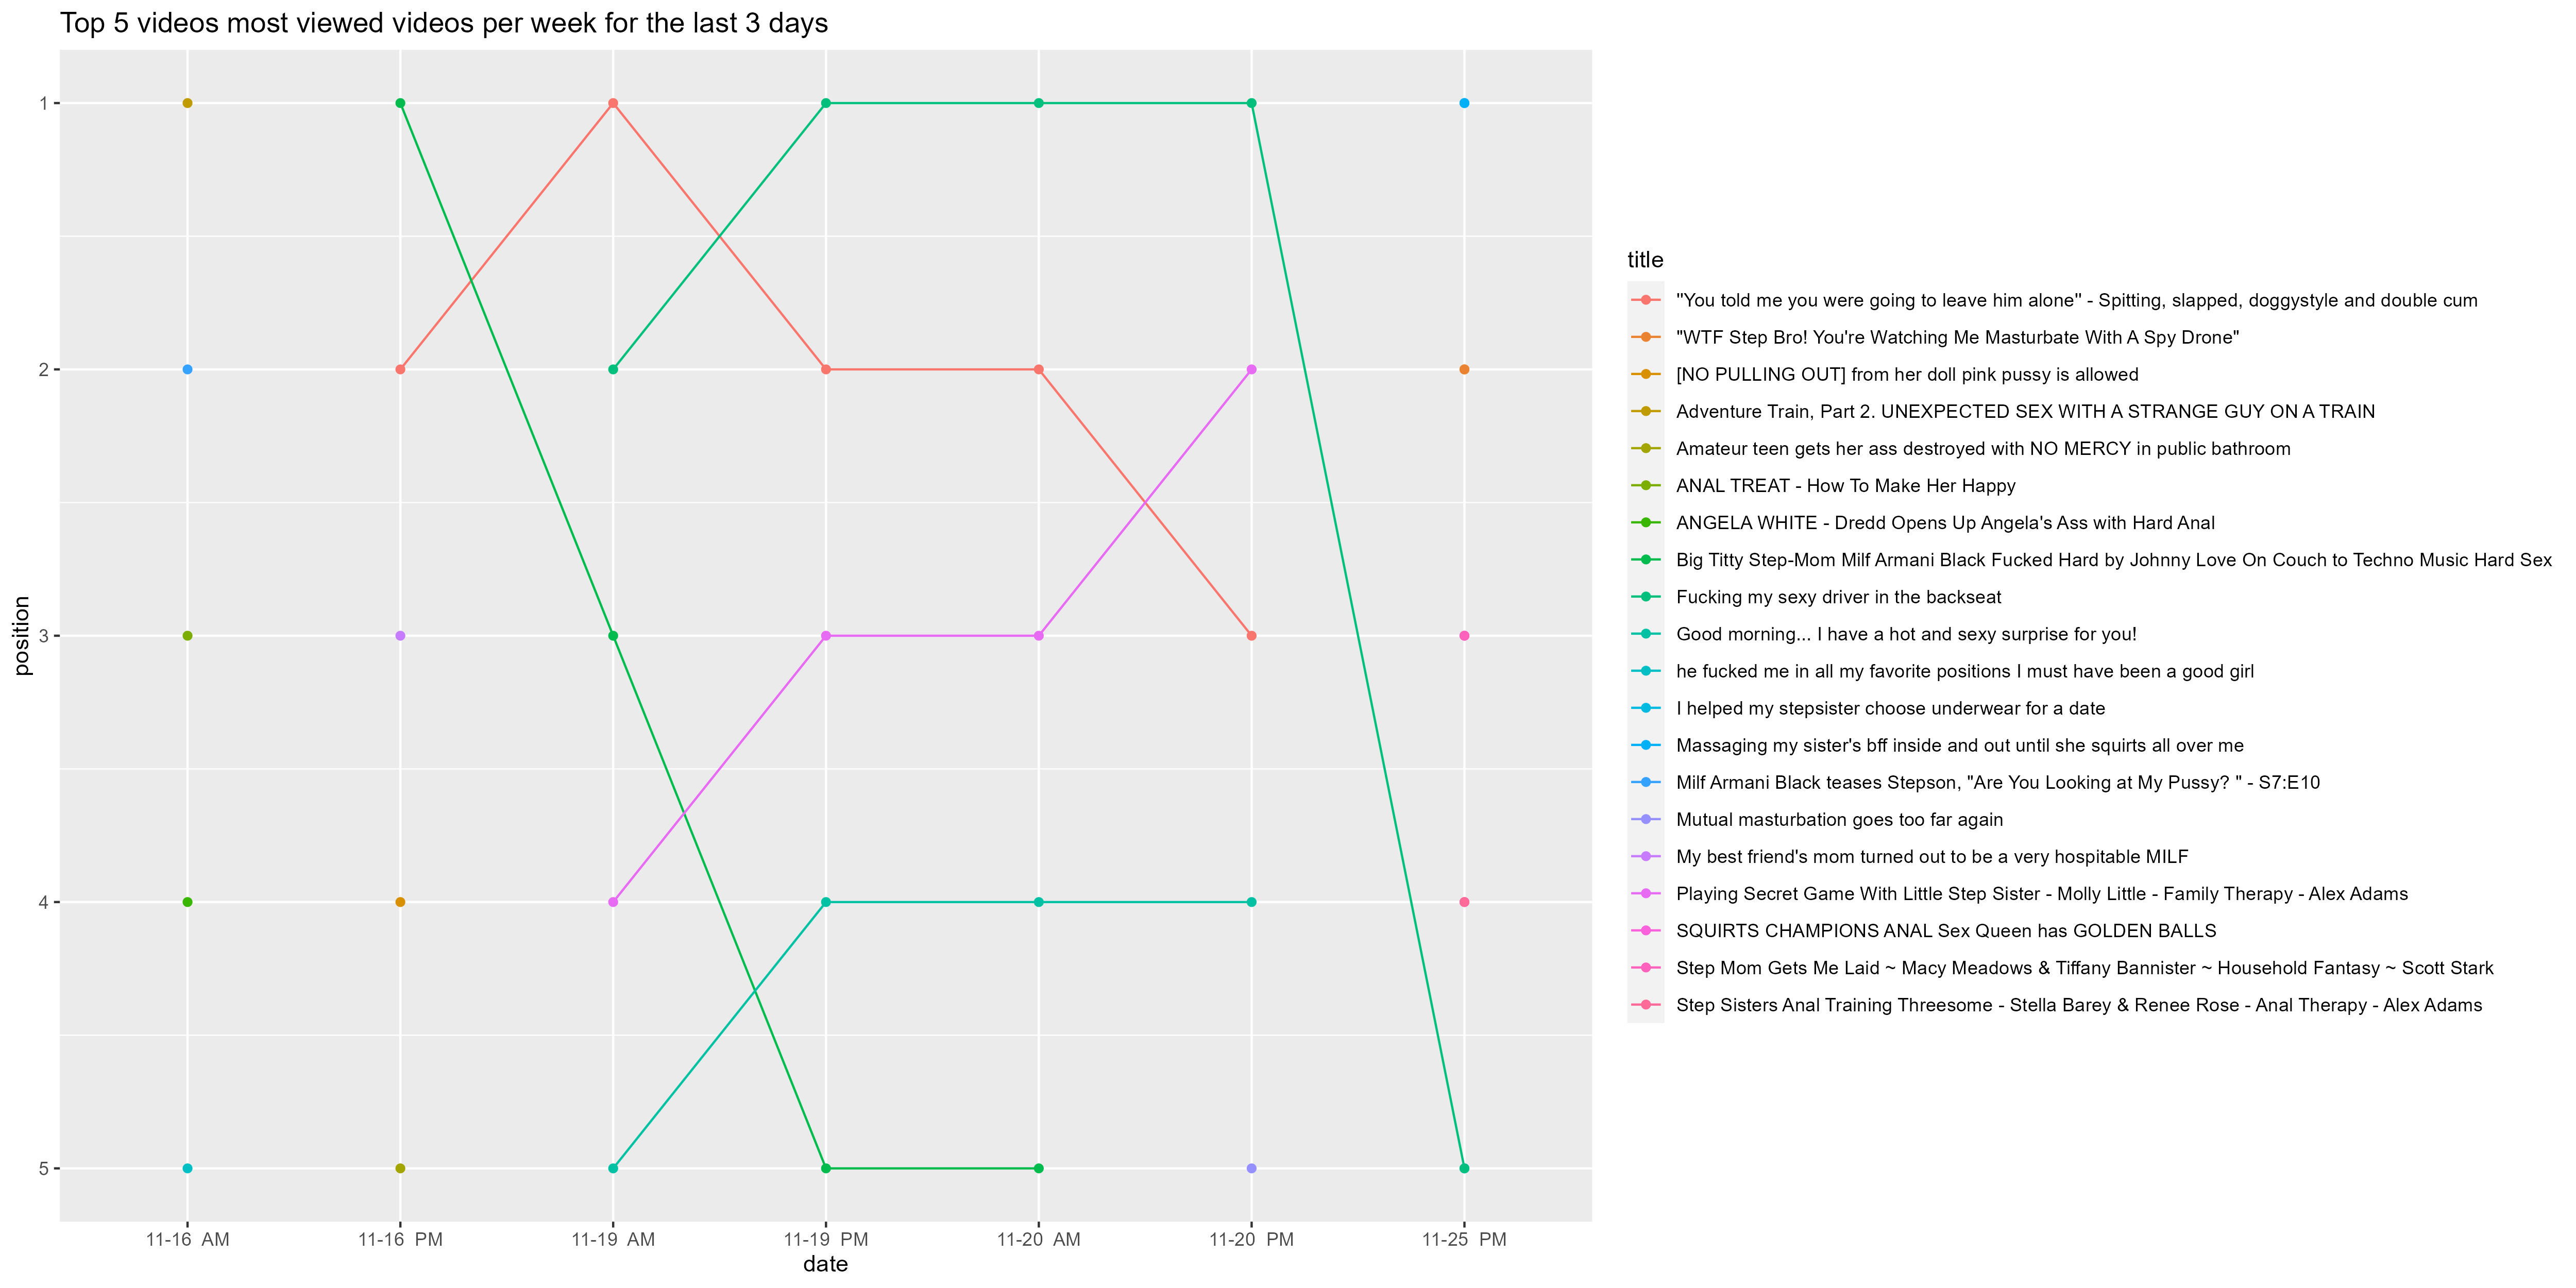 Top 5 videos most viewed videos per week for the last 3 days
position
1
2
3
4
5
11-16 AM
11-16 PM
11-19 AM
11-19 PM
11-20 AM
11-20 PM
11-25 PM
date
title
"You told me you were going to leave him alone" - Spitting, slapped, doggystyle and double cum
"WTF Step Bro! You're Watching Me Masturbate With A Spy Drone"
[NO PULLING OUT] from her doll pink pussy is allowed
Adventure Train, Part 2. UNEXPECTED SEX WITH A STRANGE GUY ON A TRAIN
Amateur teen gets her ass destroyed with NO MERCY in public bathroom
ANAL TREAT - How To Make Her Happy
ANGELA WHITE - Dredd Opens Up Angela's Ass with Hard Anal
Big Titty Step-Mom Milf Armani Black Fucked Hard by Johnny Love On Couch to Techno Music Hard Sex
Fucking my sexy driver in the backseat
Good morning... I have a hot and sexy surprise for you!
he fucked me in all my favorite positions I must have been a good girl
I helped my stepsister choose underwear for a date
Massaging my sister's bff inside and out until she squirts all over me
Milf Armani Black teases Stepson, "Are You Looking at My Pussy? " - S7:E10
Mutual masturbation goes too far again
My best friend's mom turned out to be a very hospitable MILF
Playing Secret Game With Little Step Sister - Molly Little - Family Therapy - Alex Adams
SQUIRTS CHAMPIONS ANAL Sex Queen has GOLDEN BALLS
Step Mom Gets Me Laid ~ Macy Meadows & Tiffany Bannister ~ Household Fantasy ~ Scott Stark
Step Sisters Anal Training Threesome - Stella Barey & Renee Rose - Anal Therapy - Alex Adams